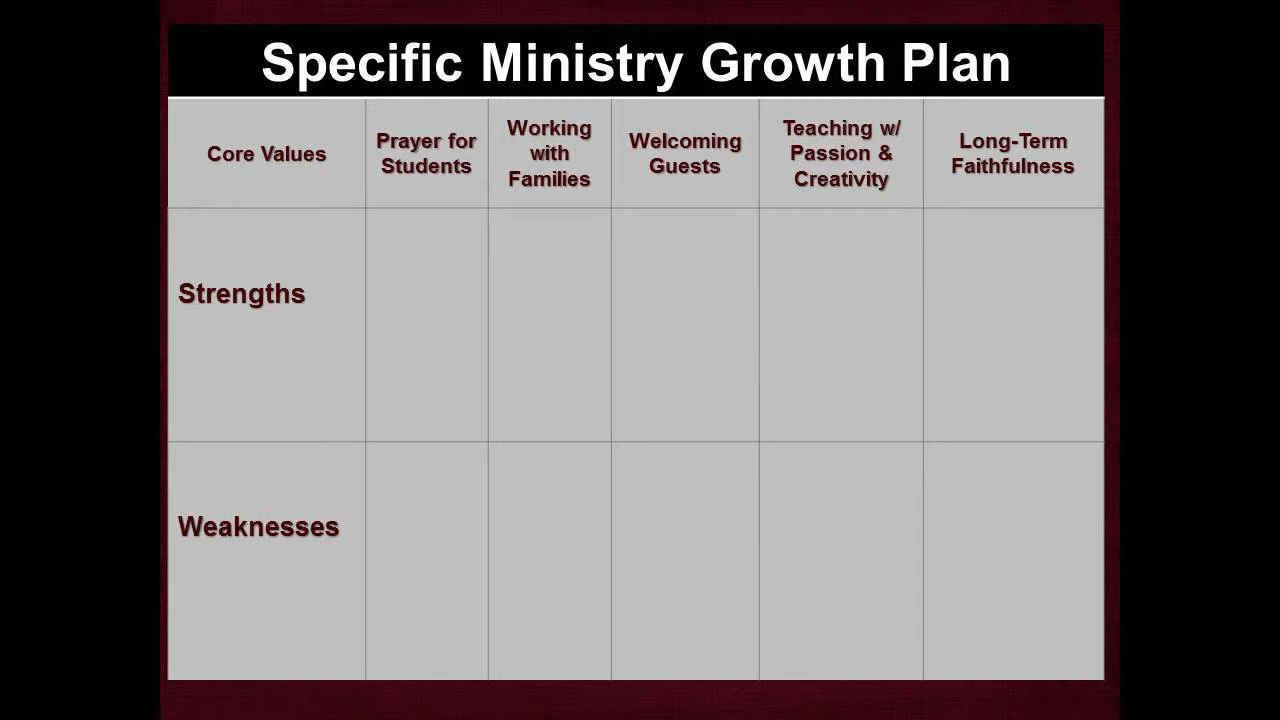 Specific Ministry Growth Plan
Core Values
Prayer for
Students
Working
with
Families
Welcoming
Guests
Teaching w/
Passion &
Creativity
Long-Term
Faithfulness
Strengths
Weaknesses